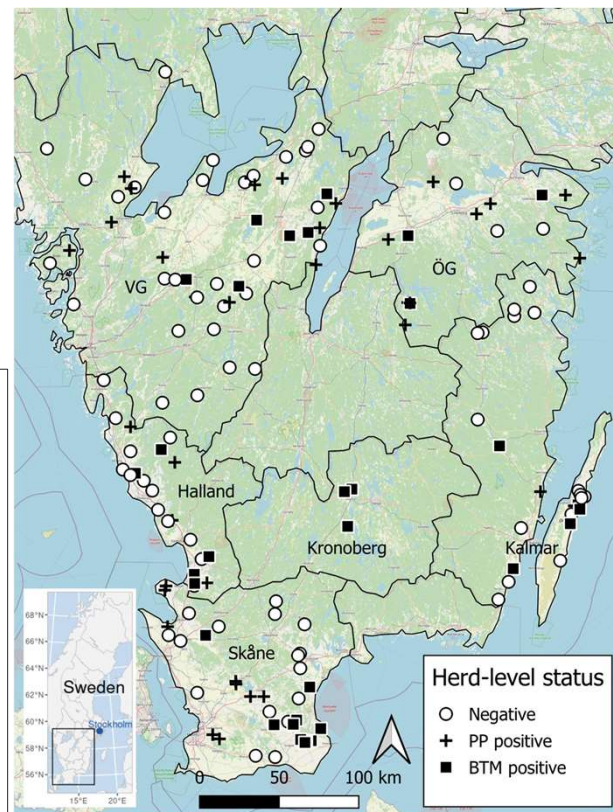 VG
ÖG
Halland
Kronoberg
Kalmar
Skåne
68°N
66°N
64°N
62°N
60°N
58°N
56°N
Sweden
Stockholm
15°E
20°E
0
50
100 km
Herd-level status
Negative
PP positive
BTM positive